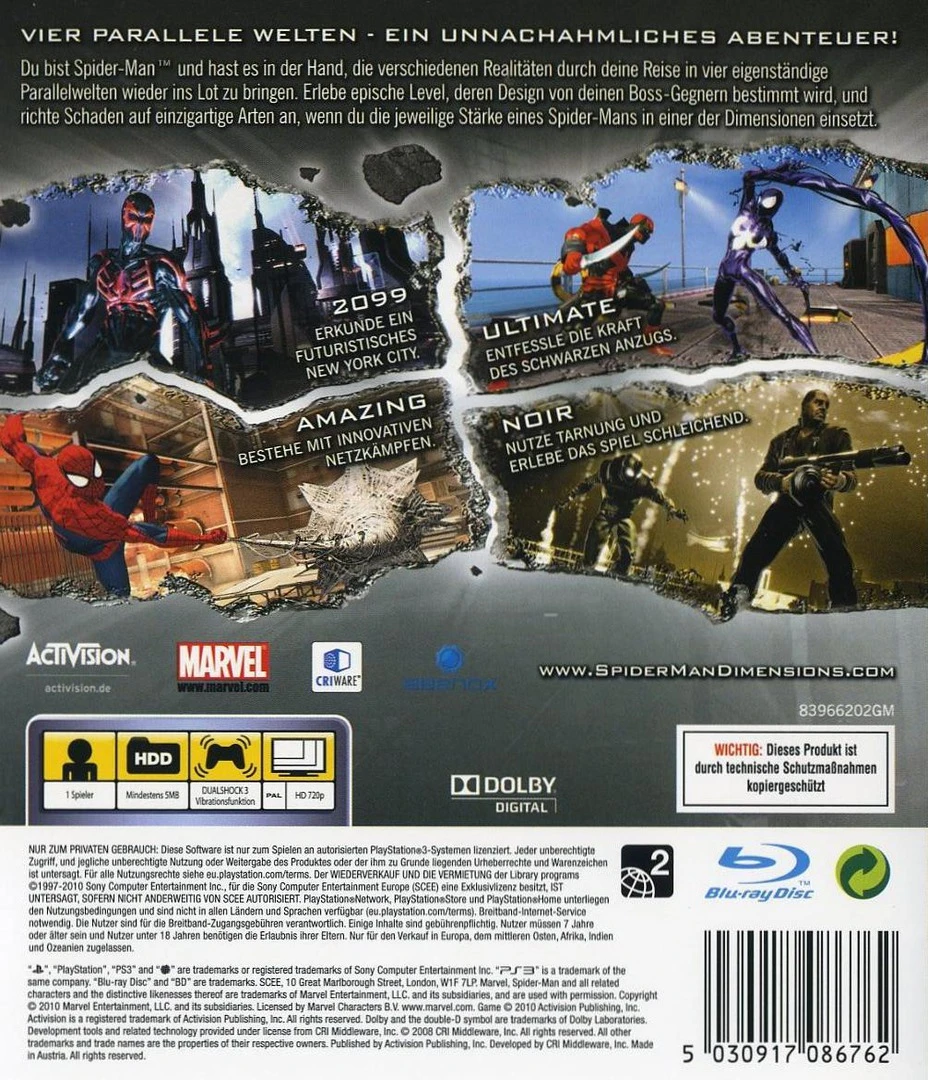 VIER PARALLELE WELTEN - EIN UNNACHAHMLICHES ABENTEUER!
Du bist Spider-Man™ und hast es in der Hand, die verschiedenen Realitäten durch deine Reise in vier eigenständige
Parallelwelten wieder ins Lot zu bringen. Erlebe epische Level, deren Design von deinen Boss-Gegnern bestimmt wird, und
richte Schaden auf einzigartige Arten an, wenn du die jeweilige Stärke eines Spider-Mans in einer der Dimensionen einsetzt.
2099
ERKUNDE EIN
FUTURISTISCHES
NEW YORK CITY.
ULTIMATE
ENTFESSLE DIE KRAFT
DES SCHWARZEN ANZUGS.
AMAZING
BESTEHE MIT INNOVATIVEN
NETZKÄMPFEN.
NOIR
NUTZE TARNUNG UND
ERLEBE DAS SPIEL SCHLEICHEND.
ACTIVISION.
activision.de
MARVEL
www.marvel.com
CRIWARE™
BEENOX
WWW.SPIDERMANDIMENSIONS.COM
83966202GM
HDD
1 Spieler
Mindestens 5MB
DUALSHOCK 3
Vibrationsfunktion
PAL
HD 720p
DOLBY
DIGITAL
WICHTIG: Dieses Produkt ist
durch technische Schutzmaßnahmen
kopiergeschützt
NUR ZUM PRIVATEN GEBRAUCH: Diese Software ist nur zum Spielen an autorisierten PlayStation®3-Systemen lizenziert. Jeder unberechtigte
Zugriff, und jegliche unberechtigte Nutzung oder Weitergabe des Produktes oder der ihm zu Grunde liegenden Urheberrechte und Warenzeichen
ist untersagt. Für alle Nutzungsrechte siehe eu.playstation.com/terms. Der WIEDERVERKAUF UND DIE VERMIETUNG der Library programs
©1997-2010 Sony Computer Entertainment Inc., für die Sony Computer Entertainment Europe (SCEE) eine Exklusivlizenz besitzt, IST
UNTERSAGT, SOFERN NICHT ANDERWEITIG VON SCEE AUTORISIERT. PlayStation®Network, PlayStation®Store und PlayStation®Home unterliegen
den Nutzungsbedingungen und sind nicht in allen Ländern und Sprachen verfügbar (eu.playstation.com/terms). Breitband-Internet-Service
notwendig. Die Nutzer sind für die Breitband-Zugangsgebühren verantwortlich. Einige Inhalte sind gebührenpflichtig. Nutzer müssen 7 Jahre
oder älter sein und Nutzer unter 18 Jahren benötigen die Erlaubnis ihrer Eltern. Nur für den Verkauf in Europa, dem mittleren Osten, Afrika, Indien
und Ozeanien zugelassen.
2
Blu-ray Disc™
" ", "PlayStation", "PS3" and " " are trademarks or registered trademarks of Sony Computer Entertainment Inc. "PS3" is a trademark of the
same company. "Blu-ray Disc" and "BD" are trademarks. SCEE, 10 Great Marlborough Street, London, W1F 7LP. Marvel, Spider-Man and all related
characters and the distinctive likenesses thereof are trademarks of Marvel Entertainment, LLC. and its subsidiaries, and are used with permission. Copyright
© 2010 Marvel Entertainment, LLC. and its subsidiaries. Licensed by Marvel Characters B.V. www.marvel.com. Game © 2010 Activision Publishing, Inc.
Activision is a registered trademark of Activision Publishing, Inc. All rights reserved. Dolby and the double-D symbol are trademarks of Dolby Laboratories.
Development tools and related technology provided under license from CRI Middleware, Inc. © 2008 CRI Middleware, Inc. All rights reserved. All other
trademarks and trade names are the properties of their respective owners. Published by Activision Publishing, Inc. Developed by CRI Middleware, Inc. Made
in Austria. All rights reserved.
5 030917 086762